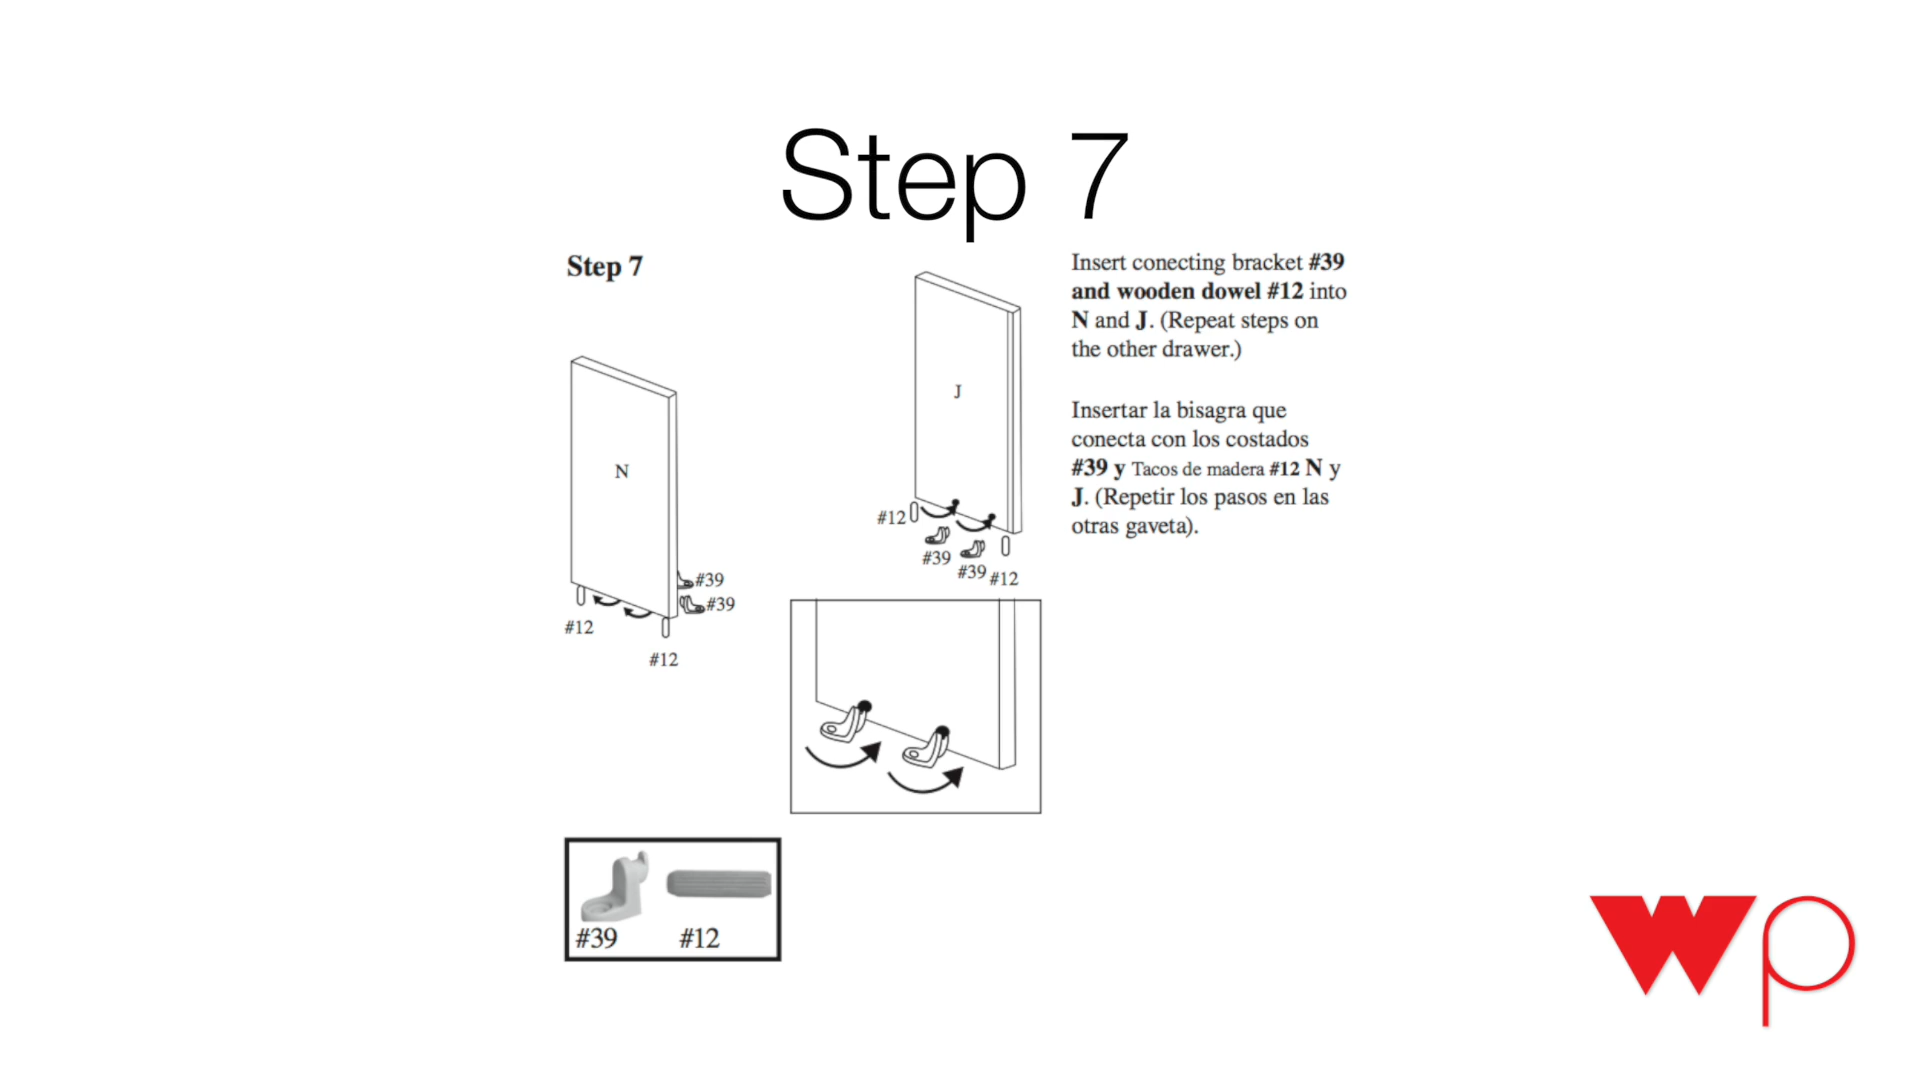 Step 7
Step 7
Insert conecting bracket #39
and wooden dowel #12 into
N and J. (Repeat steps on
the other drawer.)
Insertar la bisagra que
conecta con los costados
#39 y Tacos de madera #12 N y
J. (Repetir los pasos en las
otras gaveta).
J
N
#12
#39
#39
#12
#39
#39
#12
#12
#39
#12
wp